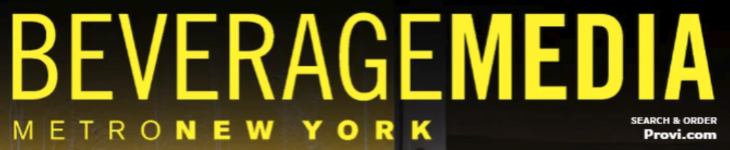 BEVERAGEMEDIA
METRONEW YORK
SEARCH & ORDER
Provi.com